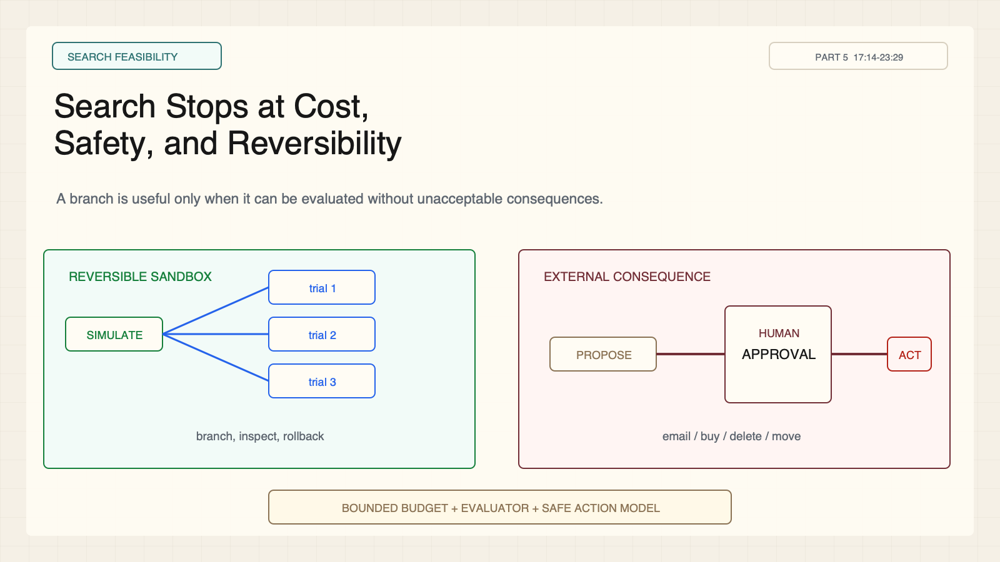 SEARCH FEASIBILITY
PART 5  17:14-23:29
Search Stops at Cost,
Safety, and Reversibility
A branch is useful only when it can be evaluated without unacceptable consequences.
REVERSIBLE SANDBOX
SIMULATE
trial 1
trial 2
trial 3
branch, inspect, rollback
EXTERNAL CONSEQUENCE
PROPOSE
HUMAN
APPROVAL
ACT
email / buy / delete / move
BOUNDED BUDGET + EVALUATOR + SAFE ACTION MODEL